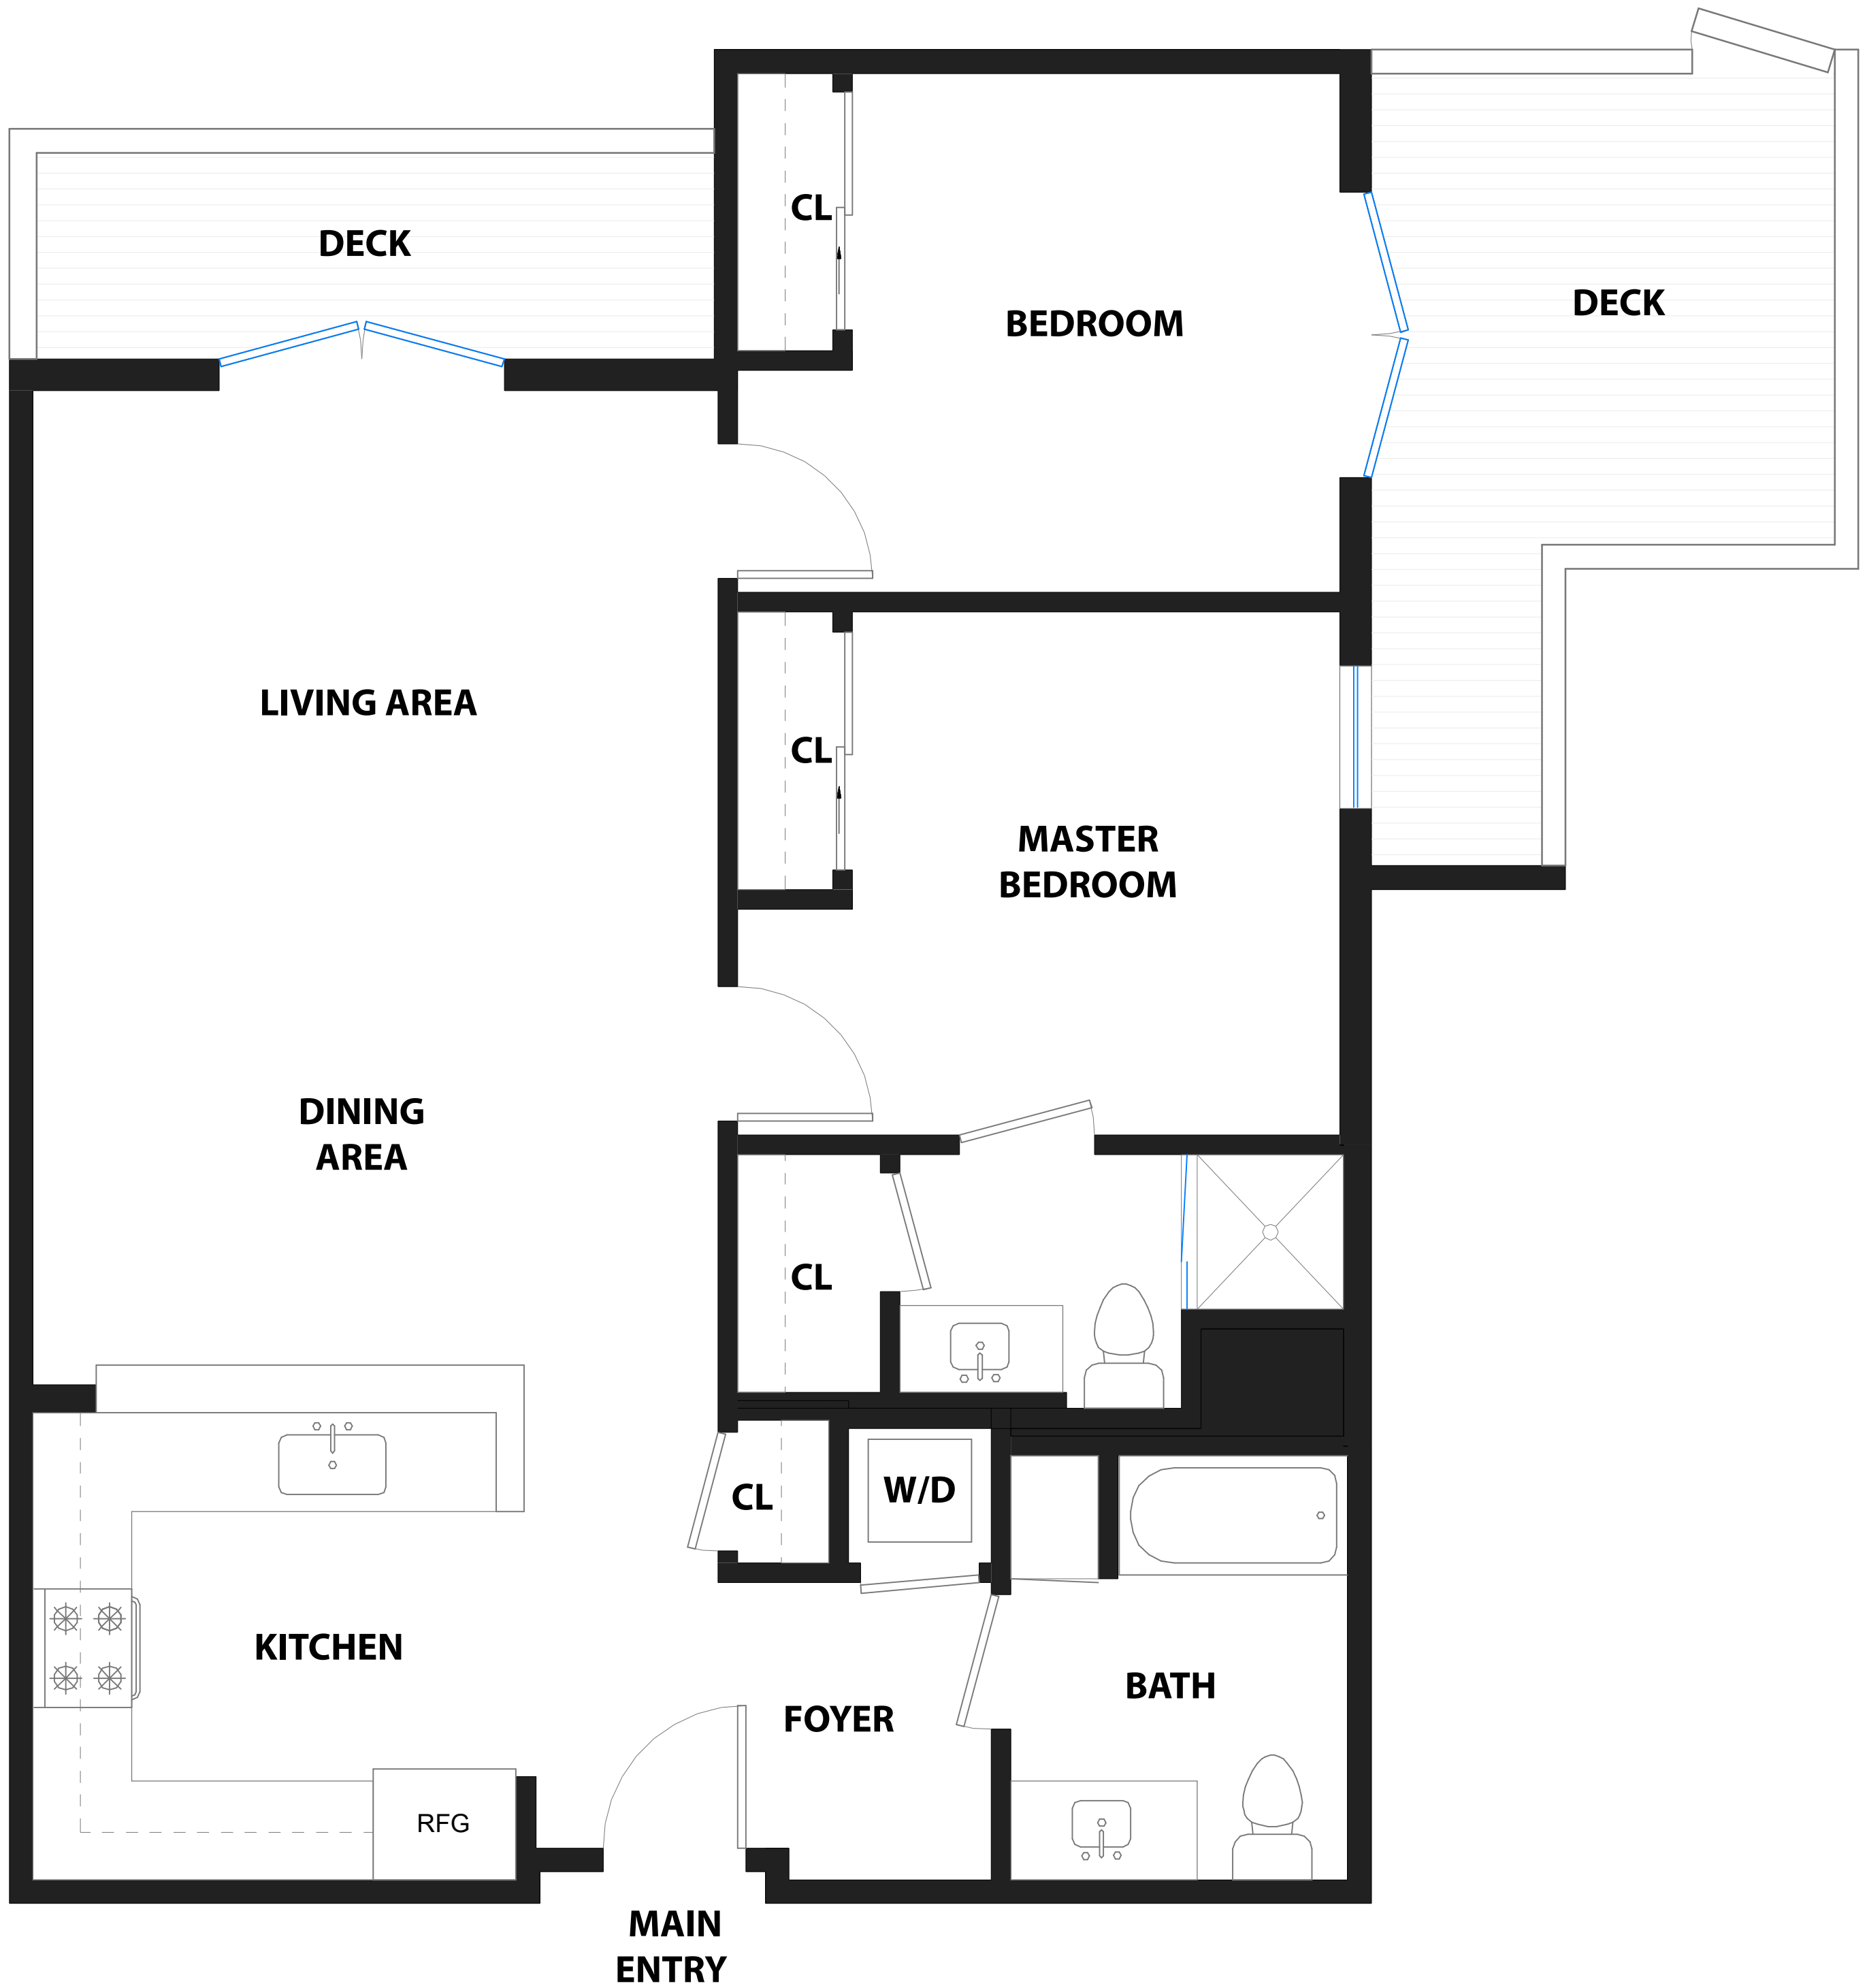 CL
DECK
DECK
BEDROOM
LIVING AREA
CL
MASTER
BEDROOM
DINING
AREA
CL
CL
W/D
KITCHEN
BATH
FOYER
RFG
MAIN
ENTRY